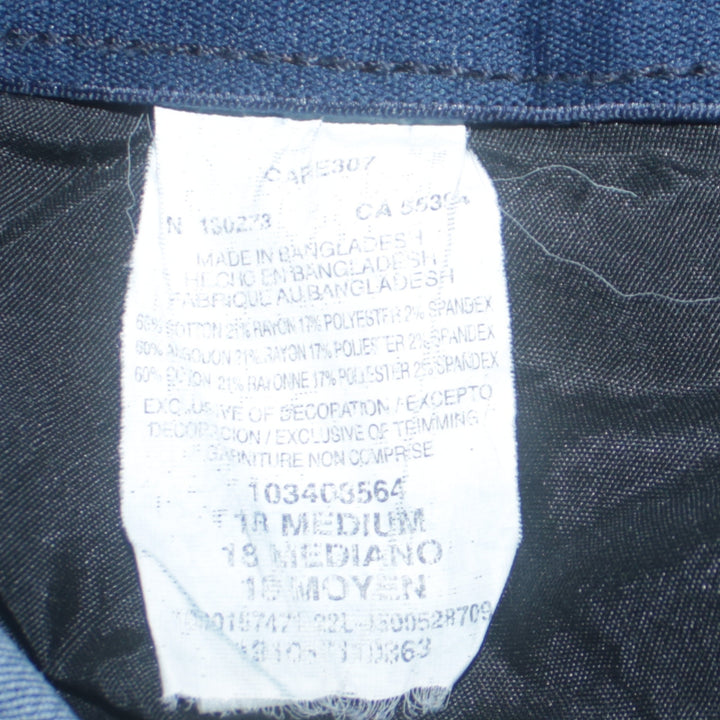 CAFE307
CA
MADE IN BANGLADESH
HECHO EN BANGLADESH
FABRIQUE AU BANGLADESH
60% COTTON 21% RAYON 17% POLYESTER 2% SPANDEX
60% ALGODON 21% RAYON 17% POLIESTER 2% SPANDEX
60% COTON 21% RAYONNE 17% POLYESTER 2% SPANDEX
EXCLUSIVE OF DECORATION / EXCEPTO
DECORACION / EXCLUSIVE OF TRIMMING /
GARNITURE NON COMPRISE
103403564
18 MEDIUM
18 MEDIANO
18 MOYEN